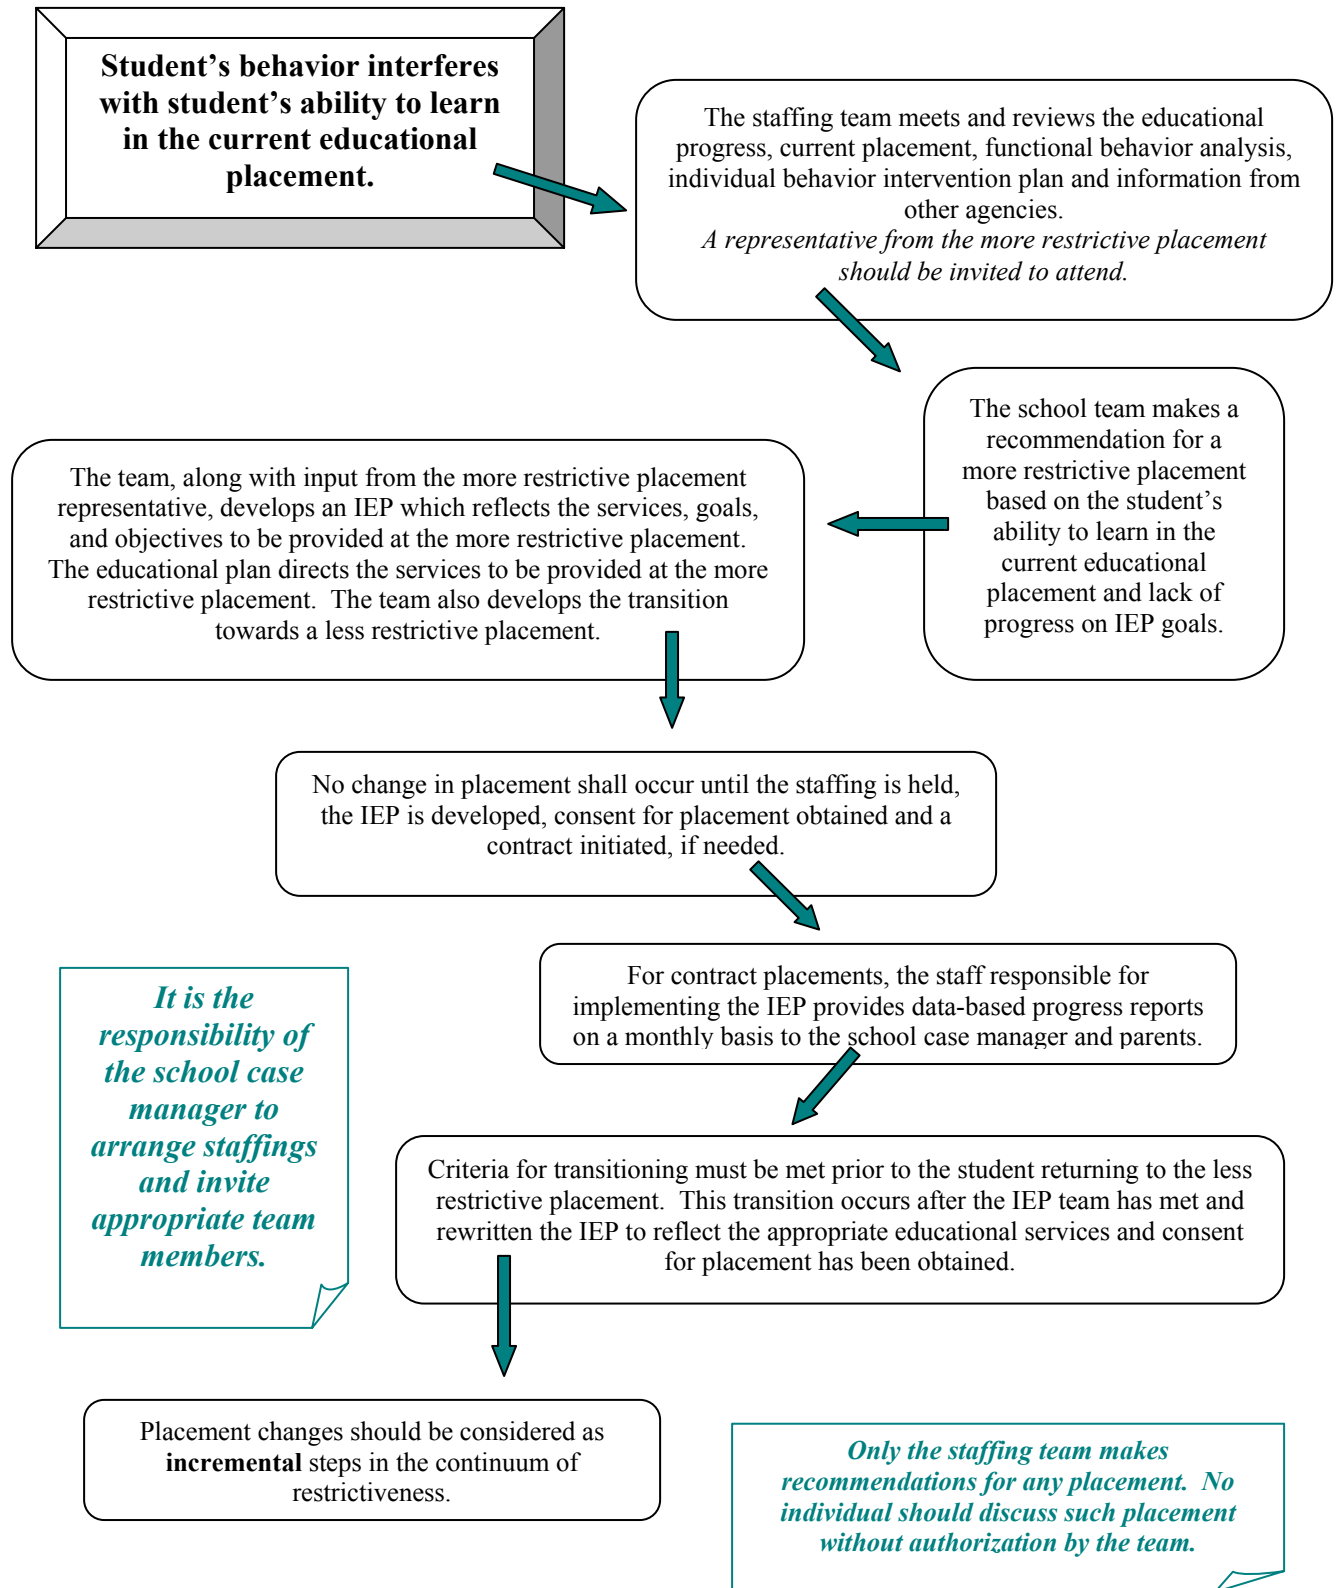 Student’s behavior interferes
with student’s ability to learn
in the current educational
placement.
The staffing team meets and reviews the educational
progress, current placement, functional behavior analysis,
individual behavior intervention plan and information from
other agencies.
A representative from the more restrictive placement
should be invited to attend.
The school team makes a
recommendation for a
more restrictive placement
based on the student’s
ability to learn in the
current educational
placement and lack of
progress on IEP goals.
The team, along with input from the more restrictive placement
representative, develops an IEP which reflects the services, goals,
and objectives to be provided at the more restrictive placement.
The educational plan directs the services to be provided at the more
restrictive placement.  The team also develops the transition
towards a less restrictive placement.
No change in placement shall occur until the staffing is held,
the IEP is developed, consent for placement obtained and a
contract initiated, if needed.
For contract placements, the staff responsible for
implementing the IEP provides data-based progress reports
on a monthly basis to the school case manager and parents.
It is the
responsibility of
the school case
manager to
arrange staffings
and invite
appropriate team
members.
Criteria for transitioning must be met prior to the student returning to the less
restrictive placement.  This transition occurs after the IEP team has met and
rewritten the IEP to reflect the appropriate educational services and consent
for placement has been obtained.
Placement changes should be considered as
incremental steps in the continuum of
restrictiveness.
Only the staffing team makes
recommendations for any placement.  No
individual should discuss such placement
without authorization by the team.